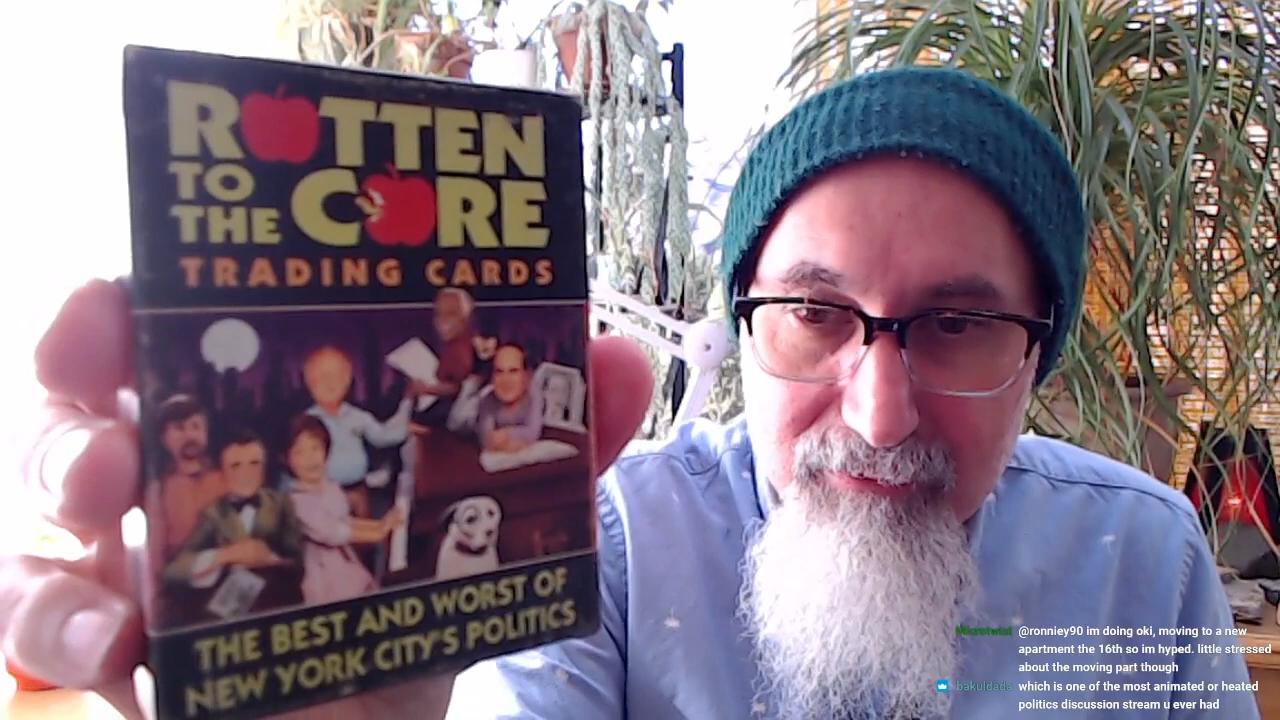 ROTTEN
TO
THE CORE
TRADING CARDS
THE BEST AND WORST OF
NEW YORK CITY'S POLITICS
@ronniey90 im doing oki, moving to a new
apartment the 16th so im hyped. little stressed
about the moving part though
bakuldada which is one of the most animated or heated
politics discussion stream u ever had